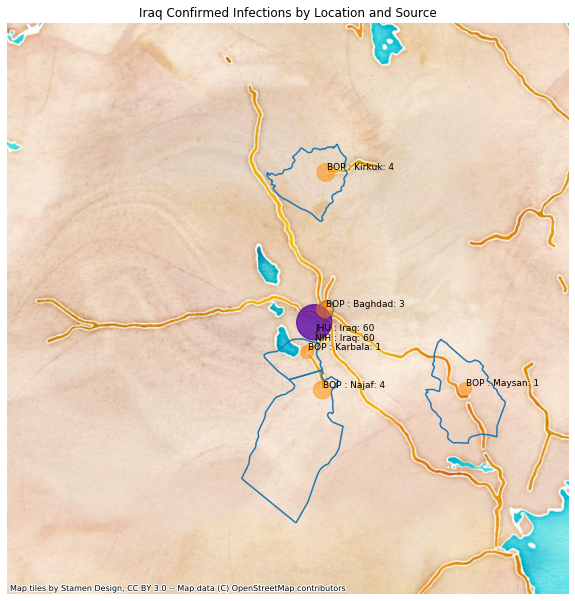 Iraq Confirmed Infections by Location and Source
BOP : Kirkuk: 4
BOP : Baghdad: 3
JHU : Iraq: 60
NIH : Iraq: 60
BOP : Karbala: 1
BOP : Maysan: 1
BOP : Najaf: 4
Map tiles by Stamen Design, CC BY 3.0 -- Map data (C) OpenStreetMap contributors